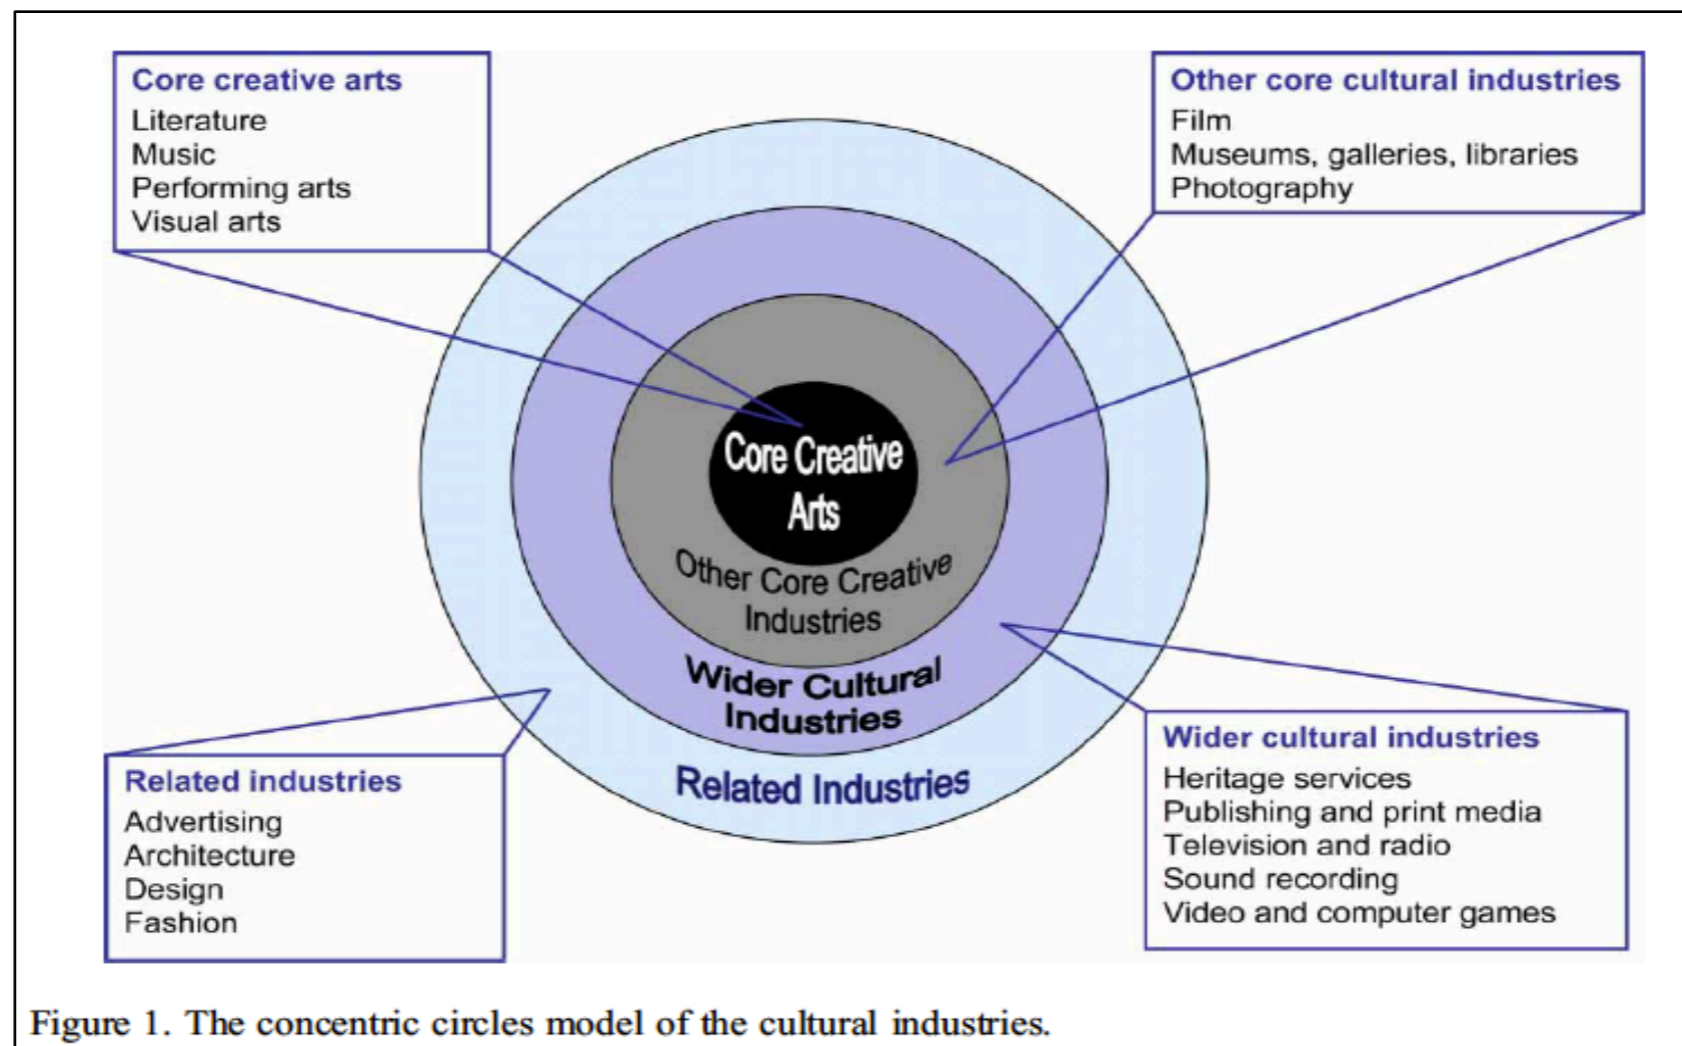 Core creative arts
Literature
Music
Performing arts
Visual arts
Other core cultural industries
Film
Museums, galleries, libraries
Photography
Core Creative
Arts
Other Core Creative
Industries
Wider Cultural
Industries
Related Industries
Related industries
Advertising
Architecture
Design
Fashion
Wider cultural industries
Heritage services
Publishing and print media
Television and radio
Sound recording
Video and computer games
Figure 1. The concentric circles model of the cultural industries.